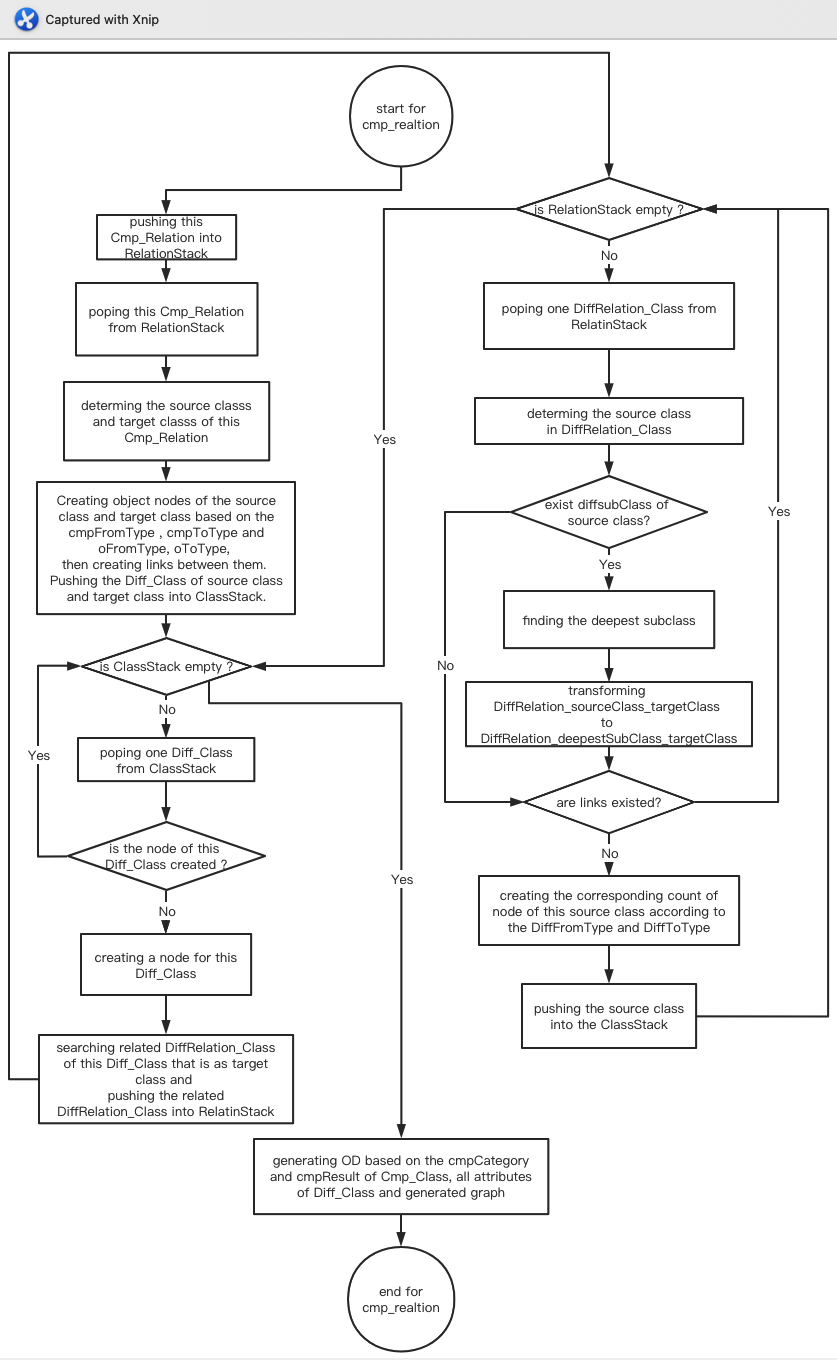 Captured with Xnip
start for
cmp_realtion
pushing this
Cmp_Relation into
RelationStack
poping this Cmp_Relation
from RelationStack
determing the source classs
and target classs of this
Cmp_Relation
Creating object nodes of the source
class and target class based on the
cmpFromType , cmpToType and
oFromType, oToType,
then creating links between them.
Pushing the Diff_Class of source class
and target class into ClassStack.
is ClassStack empty ?
No
poping one Diff_Class
from ClassStack
Yes
is the node of this
Diff_Class created ?
No
creating a node for this
Diff_Class
searching related DiffRelation_Class
of this Diff_Class that is as target
class and
pushing the related
DiffRelation_Class into RelatinStack
Yes
Yes
is RelationStack empty ?
No
poping one DiffRelation_Class from
RelatinStack
determing the source class
in DiffRelation_Class
exist diffsubClass of
source class?
Yes
Yes
finding the deepest subclass
No
transforming
DiffRelation_sourceClass_targetClass
to
DiffRelation_deepestSubClass_targetClass
are links existed?
No
creating the corresponding count of
node of this source class according to
the DiffFromType and DiffToType
pushing the source class
into the ClassStack
generating OD based on the cmpCategory
and cmpResult of Cmp_Class, all attributes
of Diff_Class and generated graph
end for
cmp_realtion